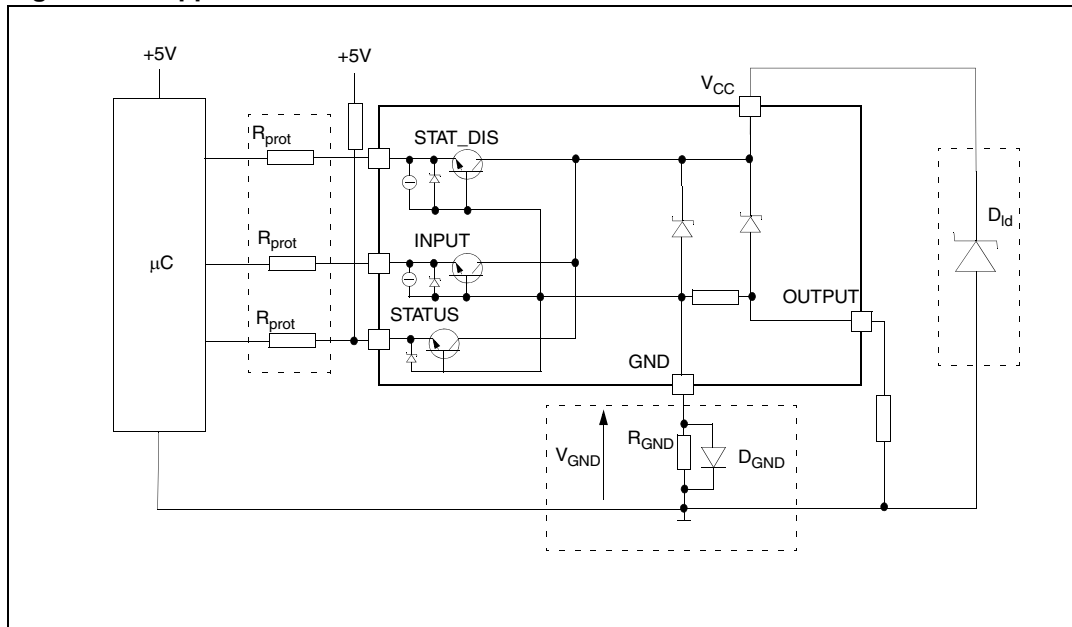 +5V
+5V
V_CC
R_prot
STAT_DIS
D_ld
R_prot
INPUT
μC
OUTPUT
R_prot
STATUS
GND
R_GND
V_GND
D_GND